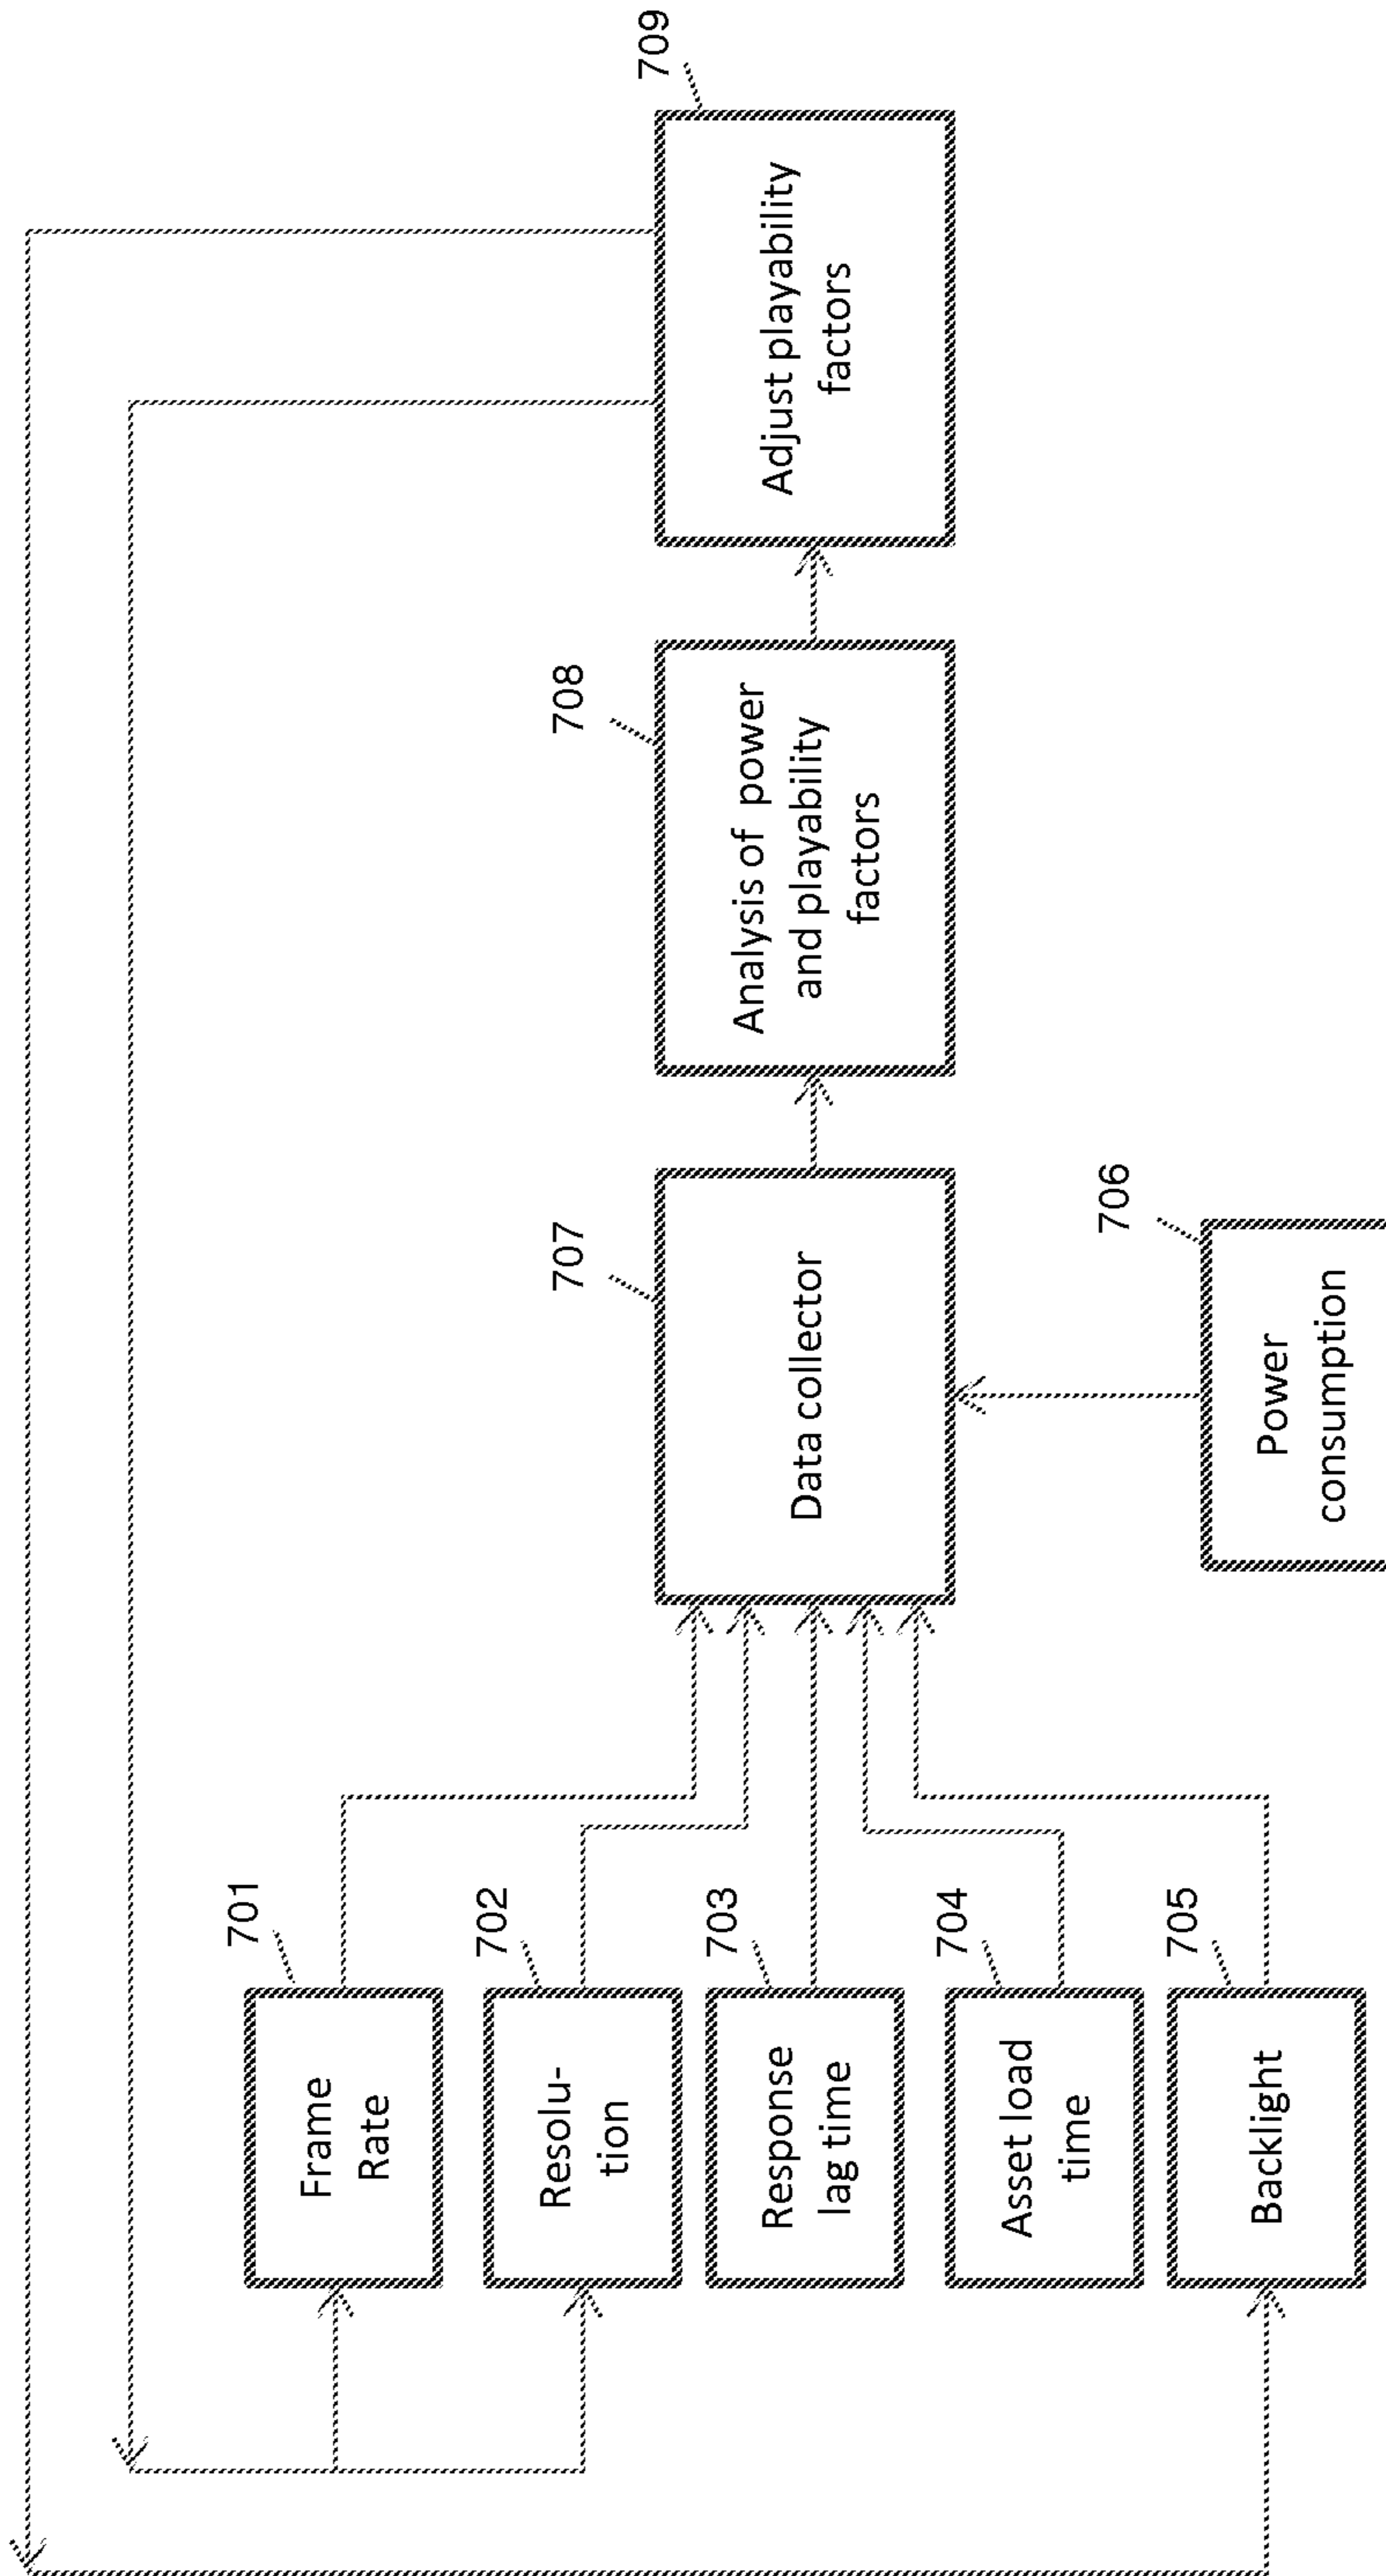 701
Frame
Rate
702
Resolu-
tion
703
Response
lag time
704
Asset load
time
705
Backlight
707
Data collector
706
Power
consumption
708
Analysis of power
and playability
factors
709
Adjust playability
factors